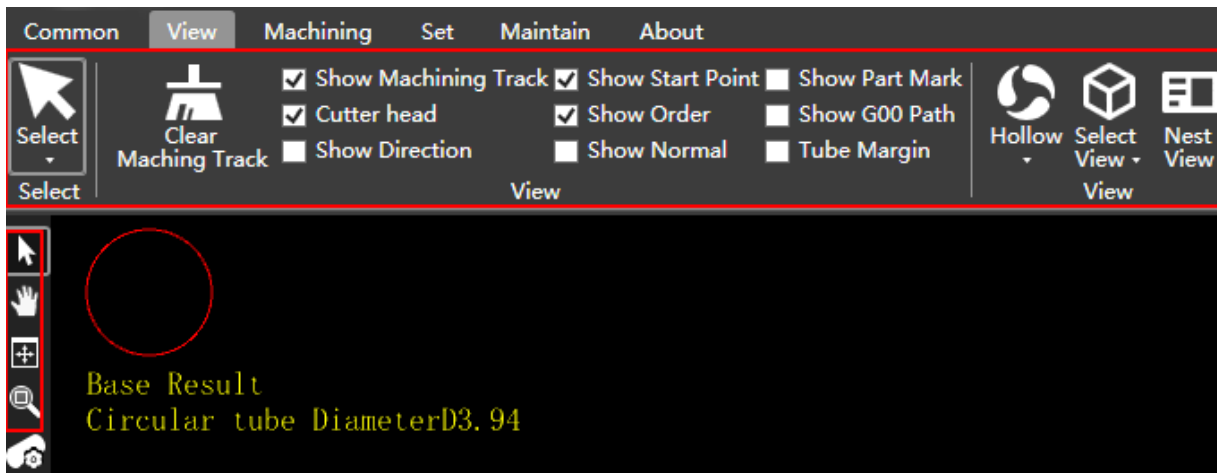 Common View Machining Set Maintain About
Select
Select
Clear
Maching Track
Show Machining Track
Cutter head
Show Direction
Show Start Point
Show Order
Show Normal
Show Part Mark
Show G00 Path
Tube Margin
View
Hollow
Select
View
Nest
View
View
Base Result
Circular tube DiameterD3.94